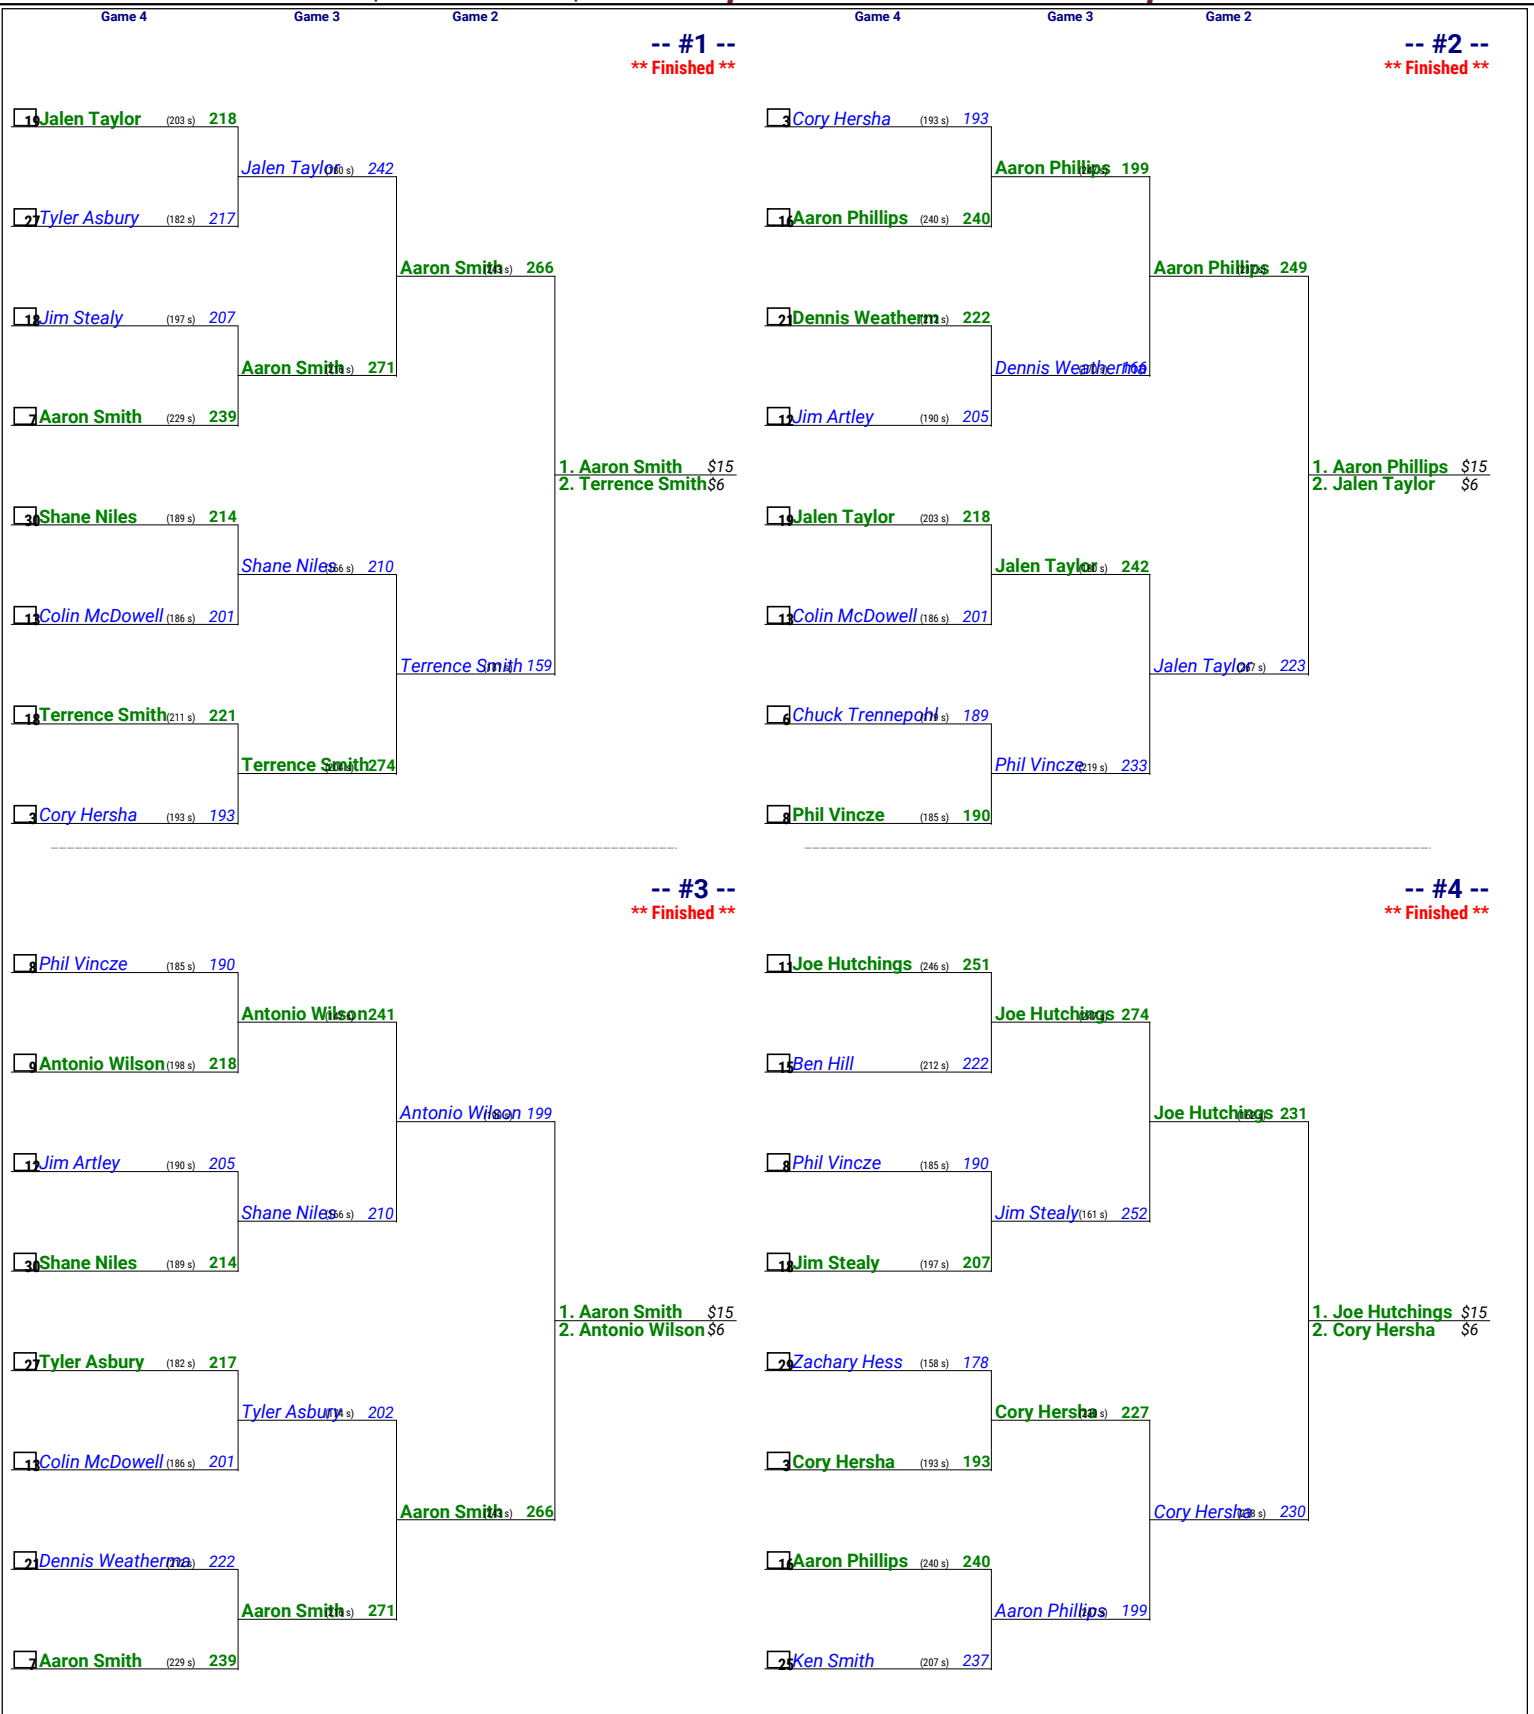 Game 4 Game 3 Game 2 Game 4 Game 3 Game 2
-- #1 --
** Finished **
19 Jalen Taylor (203 s) 218
Jalen Taylor 242
27 Tyler Asbury (182 s) 217
Aaron Smith 266
18 Jim Stealy (197 s) 207
Aaron Smith 271
7 Aaron Smith (229 s) 239
1. Aaron Smith $15
2. Terrence Smith $6
30 Shane Niles (189 s) 214
Shane Niles 210
13 Colin McDowell (186 s) 201
Terrence Smith 159
18 Terrence Smith (211 s) 221
Terrence Smith 274
3 Cory Hersha (193 s) 193
-- #2 --
** Finished **
3 Cory Hersha (193 s) 193
Aaron Phillips 199
16 Aaron Phillips (240 s) 240
Aaron Phillips 249
21 Dennis Weatherm 222
Dennis Weatherma 166
12 Jim Artley (190 s) 205
1. Aaron Phillips $15
2. Jalen Taylor $6
19 Jalen Taylor (203 s) 218
Jalen Taylor 242
13 Colin McDowell (186 s) 201
Jalen Taylor 223
6 Chuck Trennepohl 189
Phil Vincze (219 s) 233
8 Phil Vincze (185 s) 190
-- #3 --
** Finished **
8 Phil Vincze (185 s) 190
Antonio Wilson 241
9 Antonio Wilson (198 s) 218
Antonio Wilson 199
12 Jim Artley (190 s) 205
Shane Niles 210
30 Shane Niles (189 s) 214
1. Aaron Smith $15
2. Antonio Wilson $6
27 Tyler Asbury (182 s) 217
Tyler Asbury 202
13 Colin McDowell (186 s) 201
Aaron Smith 266
21 Dennis Weatherma 222
Aaron Smith 271
7 Aaron Smith (229 s) 239
-- #4 --
** Finished **
11 Joe Hutchings (246 s) 251
Joe Hutchings 274
15 Ben Hill (212 s) 222
Joe Hutchings 231
8 Phil Vincze (185 s) 190
Jim Stealy (161 s) 252
18 Jim Stealy (197 s) 207
1. Joe Hutchings $15
2. Cory Hersha $6
29 Zachary Hess (158 s) 178
Cory Hersha 227
3 Cory Hersha (193 s) 193
Cory Hersha 230
16 Aaron Phillips (240 s) 240
Aaron Phillips 199
25 Ken Smith (207 s) 237